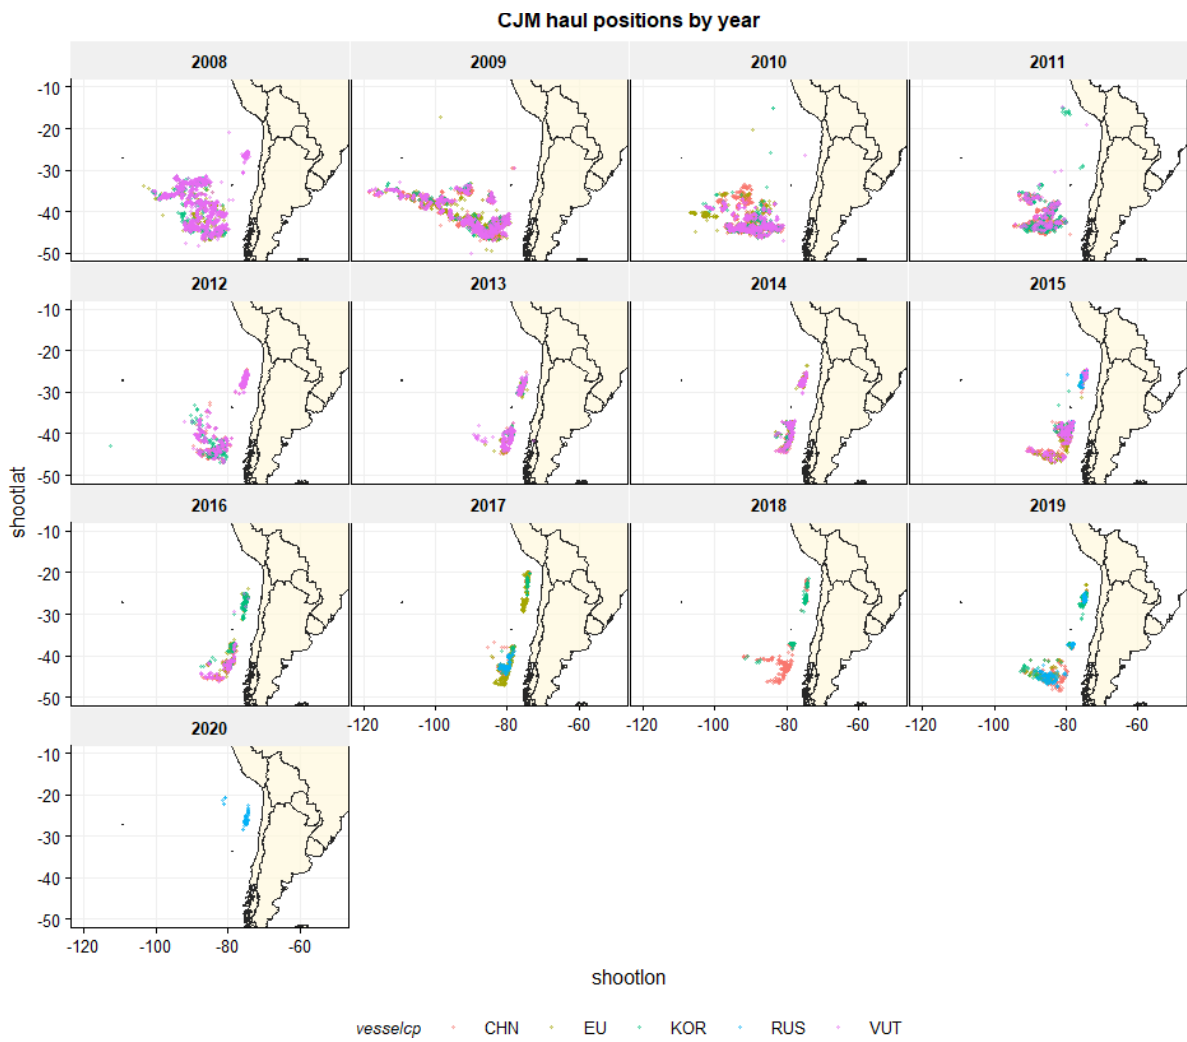 CJM haul positions by year
2008 2009 2010 2011
-10
-20
-30
-40
-50
2012 2013 2014 2015
-10
-20
-30
-40
-50
shootlat
2016 2017 2018 2019
-10
-20
-30
-40
-50
-120 -100 -80 -60 -120 -100 -80 -60 -120 -100 -80 -60
2020
-10
-20
-30
-40
-50
-120 -100 -80 -60
shootlon
vesselcp CHN EU KOR RUS VUT